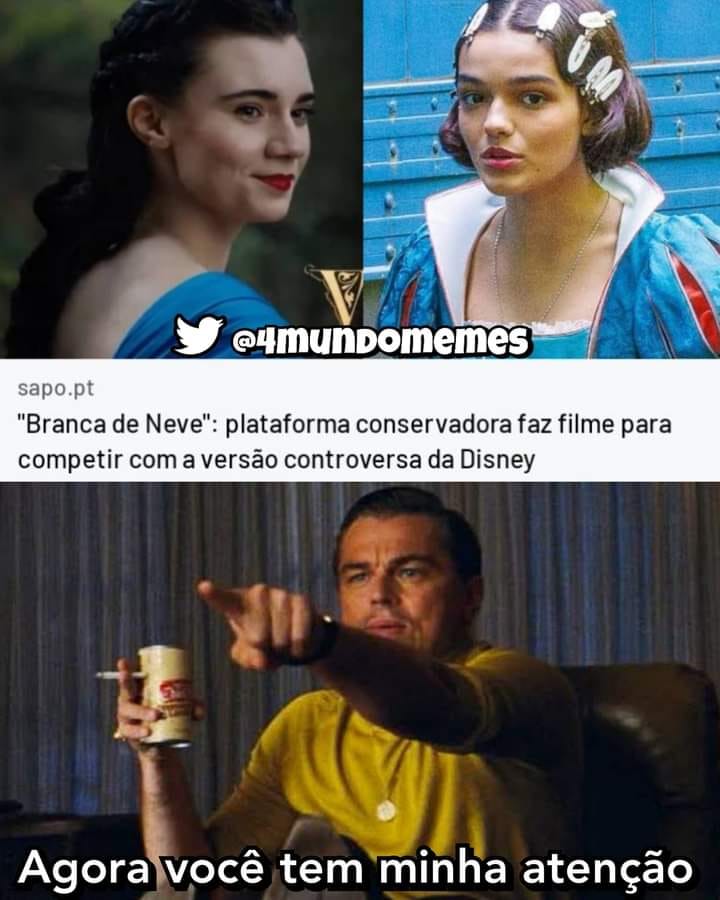 @4mundomemes
sapo.pt
"Branca de Neve": plataforma conservadora faz filme para
competir com a versão controversa da Disney
Agora você tem minha atenção